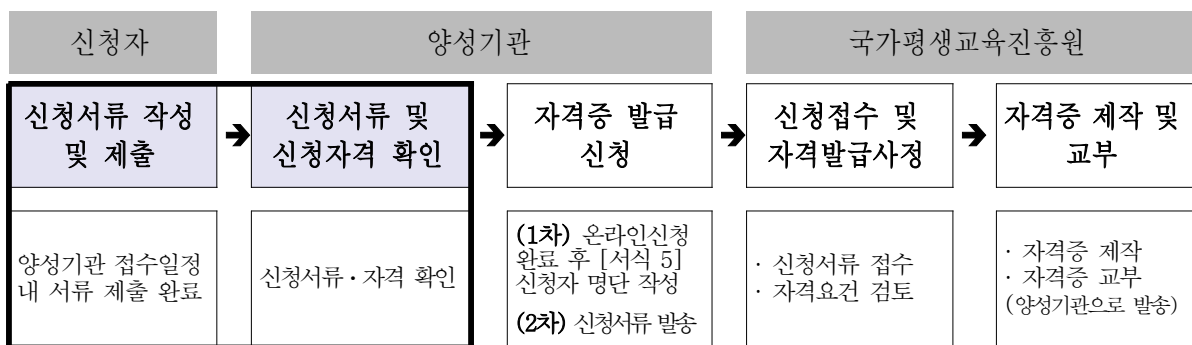 신청자
양성기관
국가평생교육진흥원
신청서류 작성
및 제출
신청서류 및
신청자격 확인
자격증 발급
신청
신청접수 및
자격발급사정
자격증 제작 및
교부
양성기관 접수일정
내 서류 제출 완료
신청서류·자격 확인
(1차) 온라인신청
완료 후 [서식 5]
신청자 명단 작성
(2차) 신청서류 발송
· 신청서류 접수
· 자격요건 검토
· 자격증 제작
· 자격증 교부
(양성기관으로 발송)